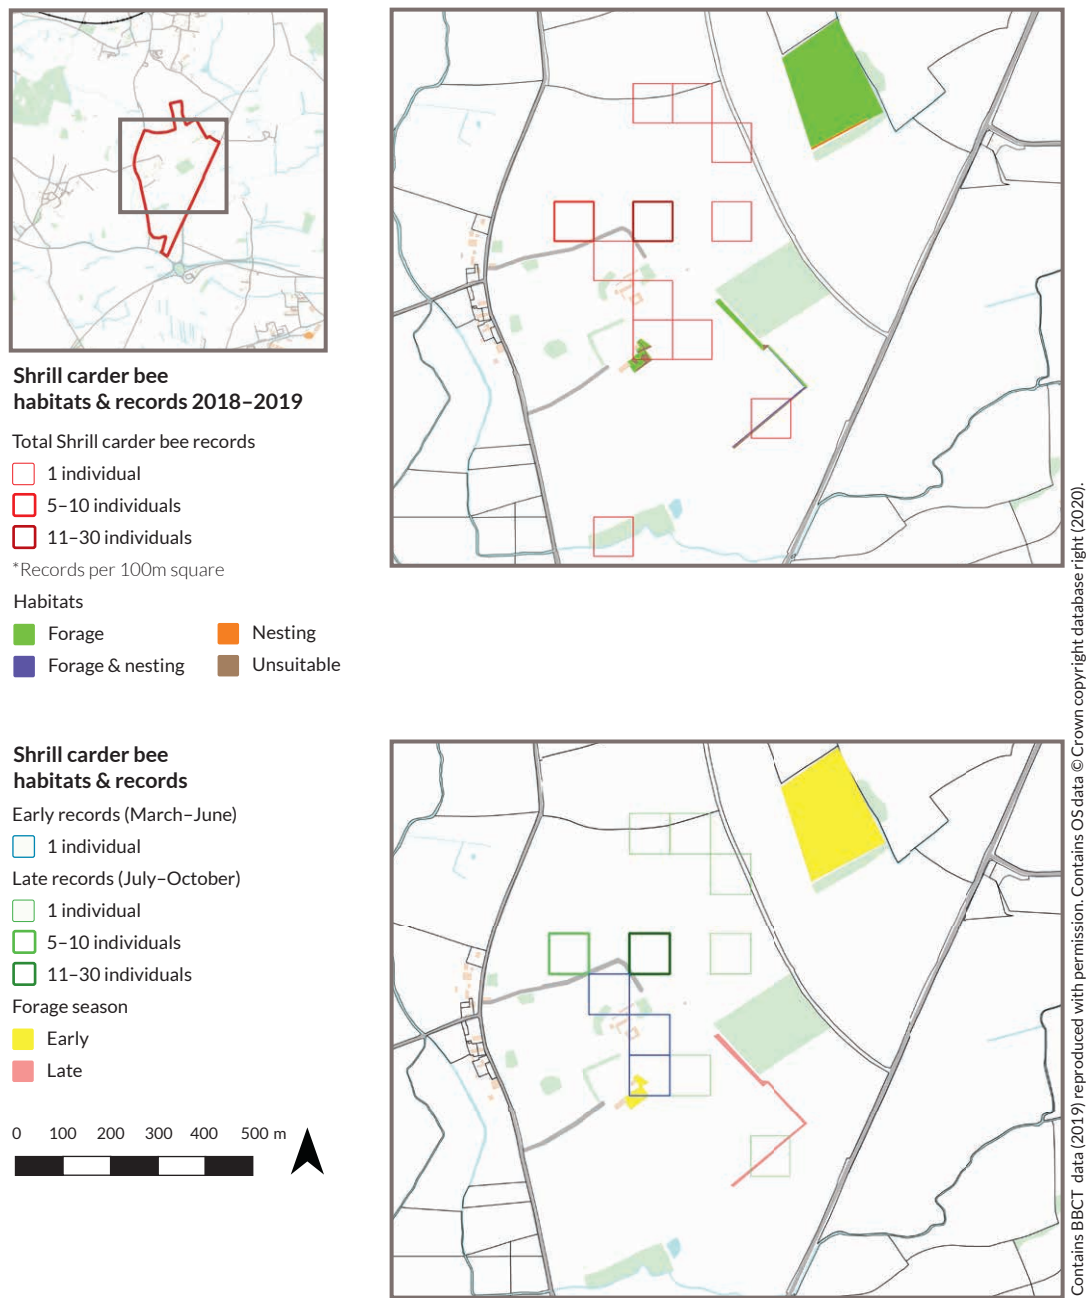 Shrill carder bee
habitats & records 2018–2019
Total Shrill carder bee records
1 individual
5–10 individuals
11–30 individuals
*Records per 100m square
Habitats
Forage
Nesting
Forage & nesting
Unsuitable
Shrill carder bee
habitats & records
Early records (March–June)
1 individual
Late records (July–October)
1 individual
5–10 individuals
11–30 individuals
Forage season
Early
Late
0 100 200 300 400 500 m
Contains BBCT data (2019) reproduced with permission. Contains OS data © Crown copyright database right (2020).